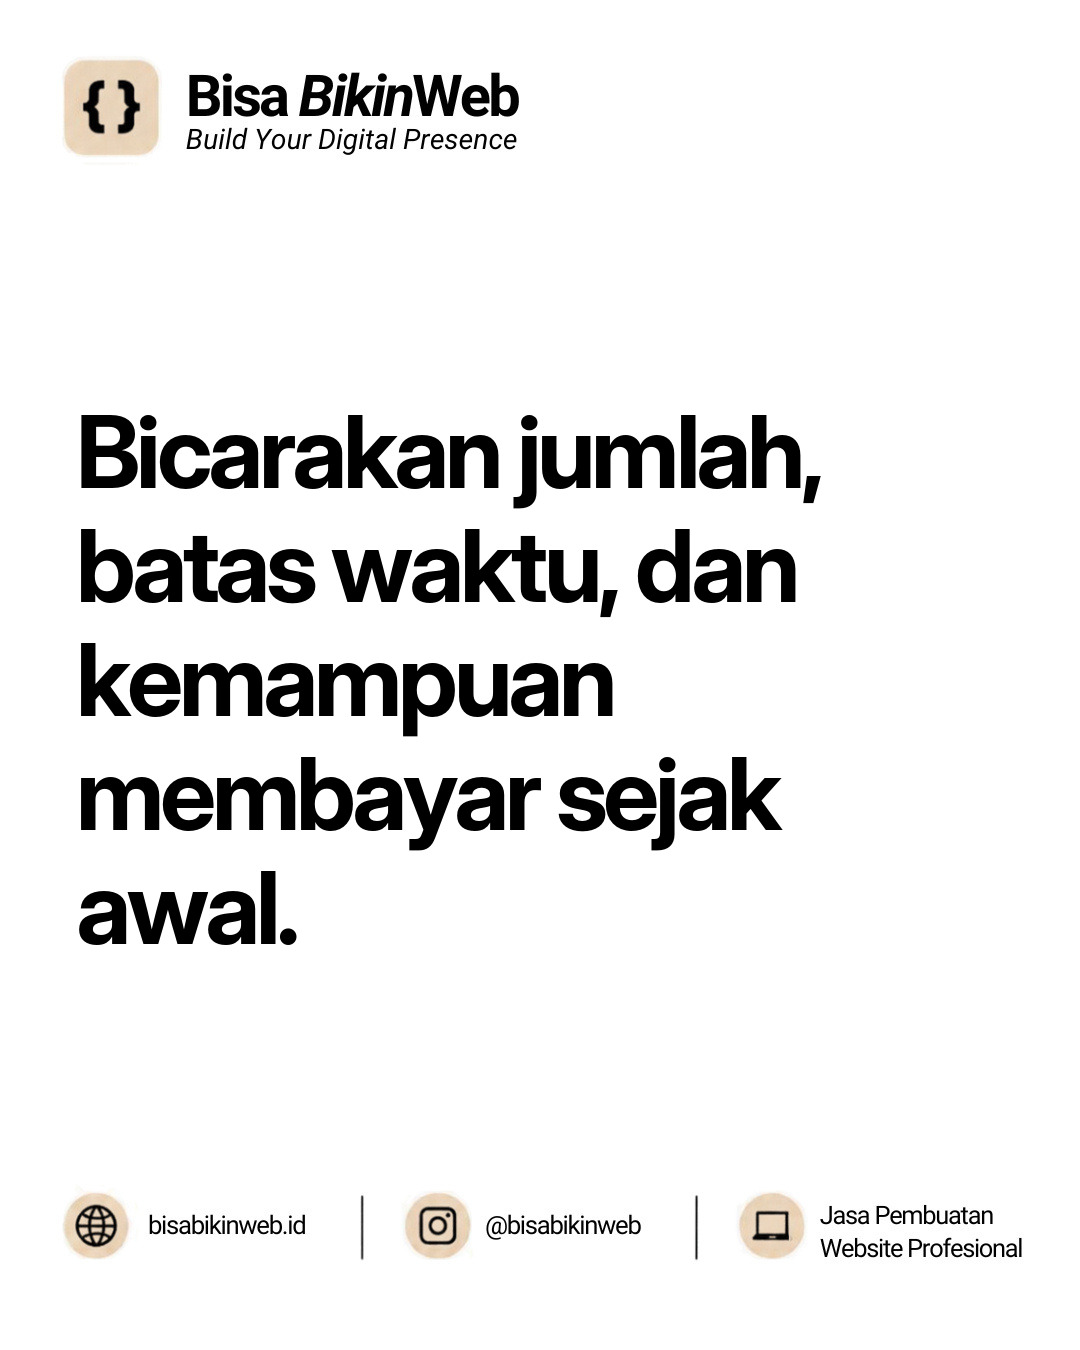 { }
Bisa BikinWeb
Build Your Digital Presence
Bicarakan jumlah,
batas waktu, dan
kemampuan
membayar sejak
awal.
bisabikinweb.id
@bisabikinweb
Jasa Pembuatan
Website Profesional